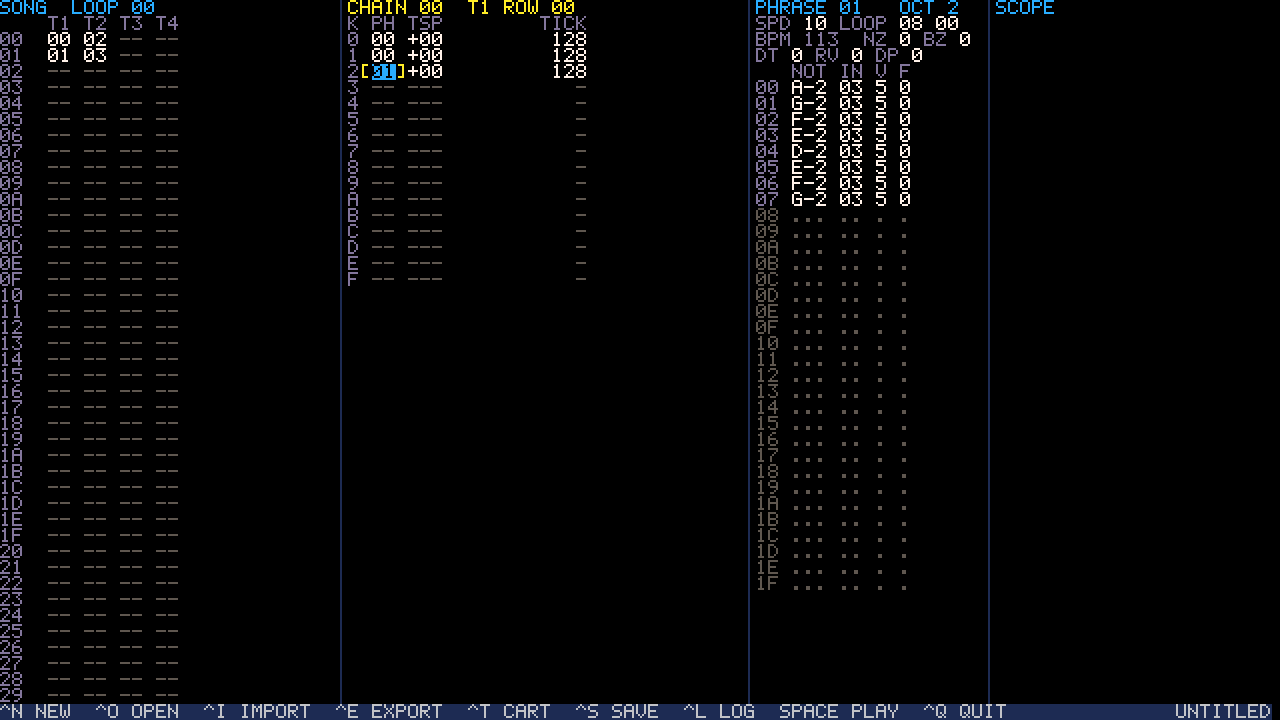 SONG LOOP 00 CHAIN 00 T1 ROW 00 PHRASE 01 OCT 2 SCOPE
T1 T2 T3 T4 K PH TSP TICK SPD 10 LOOP 08 00
00 00 02 -- -- 0 00 +00 128 BPM 113 NZ 0 BZ 0
01 01 03 -- -- 1 00 +00 128 DT 0 RV 0 DP 0
02 -- -- -- -- 2[01]+00 128 NOT IN V F
03 -- -- -- -- 3 -- --- - 00 A-2 03 5 0
04 -- -- -- -- 4 -- --- - 01 G-2 03 5 0
05 -- -- -- -- 5 -- --- - 02 F-2 03 5 0
06 -- -- -- -- 6 -- --- - 03 E-2 03 5 0
07 -- -- -- -- 7 -- --- - 04 D-2 03 5 0
08 -- -- -- -- 8 -- --- - 05 E-2 03 5 0
09 -- -- -- -- 9 -- --- - 06 F-2 03 5 0
0A -- -- -- -- A -- --- - 07 G-2 03 5 0
0B -- -- -- -- B -- --- - 08 ... .. . .
0C -- -- -- -- C -- --- - 09 ... .. . .
0D -- -- -- -- D -- --- - 0A ... .. . .
0E -- -- -- -- E -- --- - 0B ... .. . .
0F -- -- -- -- F -- --- - 0C ... .. . .
10 -- -- -- -- 0D ... .. . .
11 -- -- -- -- 0E ... .. . .
12 -- -- -- -- 0F ... .. . .
13 -- -- -- -- 10 ... .. . .
14 -- -- -- -- 11 ... .. . .
15 -- -- -- -- 12 ... .. . .
16 -- -- -- -- 13 ... .. . .
17 -- -- -- -- 14 ... .. . .
18 -- -- -- -- 15 ... .. . .
19 -- -- -- -- 16 ... .. . .
1A -- -- -- -- 17 ... .. . .
1B -- -- -- -- 18 ... .. . .
1C -- -- -- -- 19 ... .. . .
1D -- -- -- -- 1A ... .. . .
1E -- -- -- -- 1B ... .. . .
1F -- -- -- -- 1C ... .. . .
20 -- -- -- -- 1D ... .. . .
21 -- -- -- -- 1E ... .. . .
22 -- -- -- -- 1F ... .. . .
23 -- -- -- --
24 -- -- -- --
25 -- -- -- --
26 -- -- -- --
27 -- -- -- --
28 -- -- -- --
29 -- -- -- --
^N NEW ^O OPEN ^I IMPORT ^E EXPORT ^T CART ^S SAVE ^L LOG SPACE PLAY ^Q QUIT UNTITLED